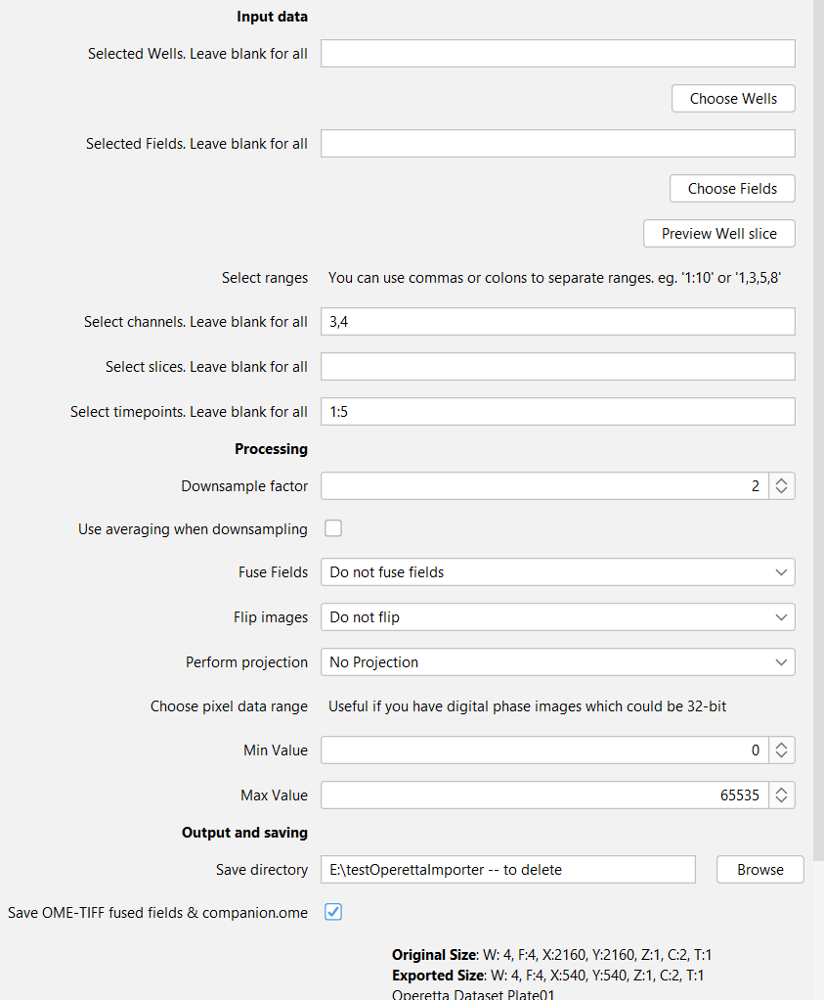 Input data
Selected Wells. Leave blank for all
Choose Wells
Selected Fields. Leave blank for all
Choose Fields
Preview Well slice
Select ranges You can use commas or colons to separate ranges. eg. '1:10' or '1,3,5,8'
Select channels. Leave blank for all 3,4
Select slices. Leave blank for all
Select timepoints. Leave blank for all 1:5
Processing
Downsample factor 2
Use averaging when downsampling
Fuse Fields Do not fuse fields
Flip images Do not flip
Perform projection No Projection
Choose pixel data range Useful if you have digital phase images which could be 32-bit
Min Value 0
Max Value 65535
Output and saving
Save directory E:\testOperettaImporter -- to delete Browse
Save OME-TIFF fused fields & companion.ome
Original Size: W: 4, F:4, X:2160, Y:2160, Z:1, C:2, T:1
Exported Size: W: 4, F:4, X:540, Y:540, Z:1, C:2, T:1
Operetta Dataset Plate01